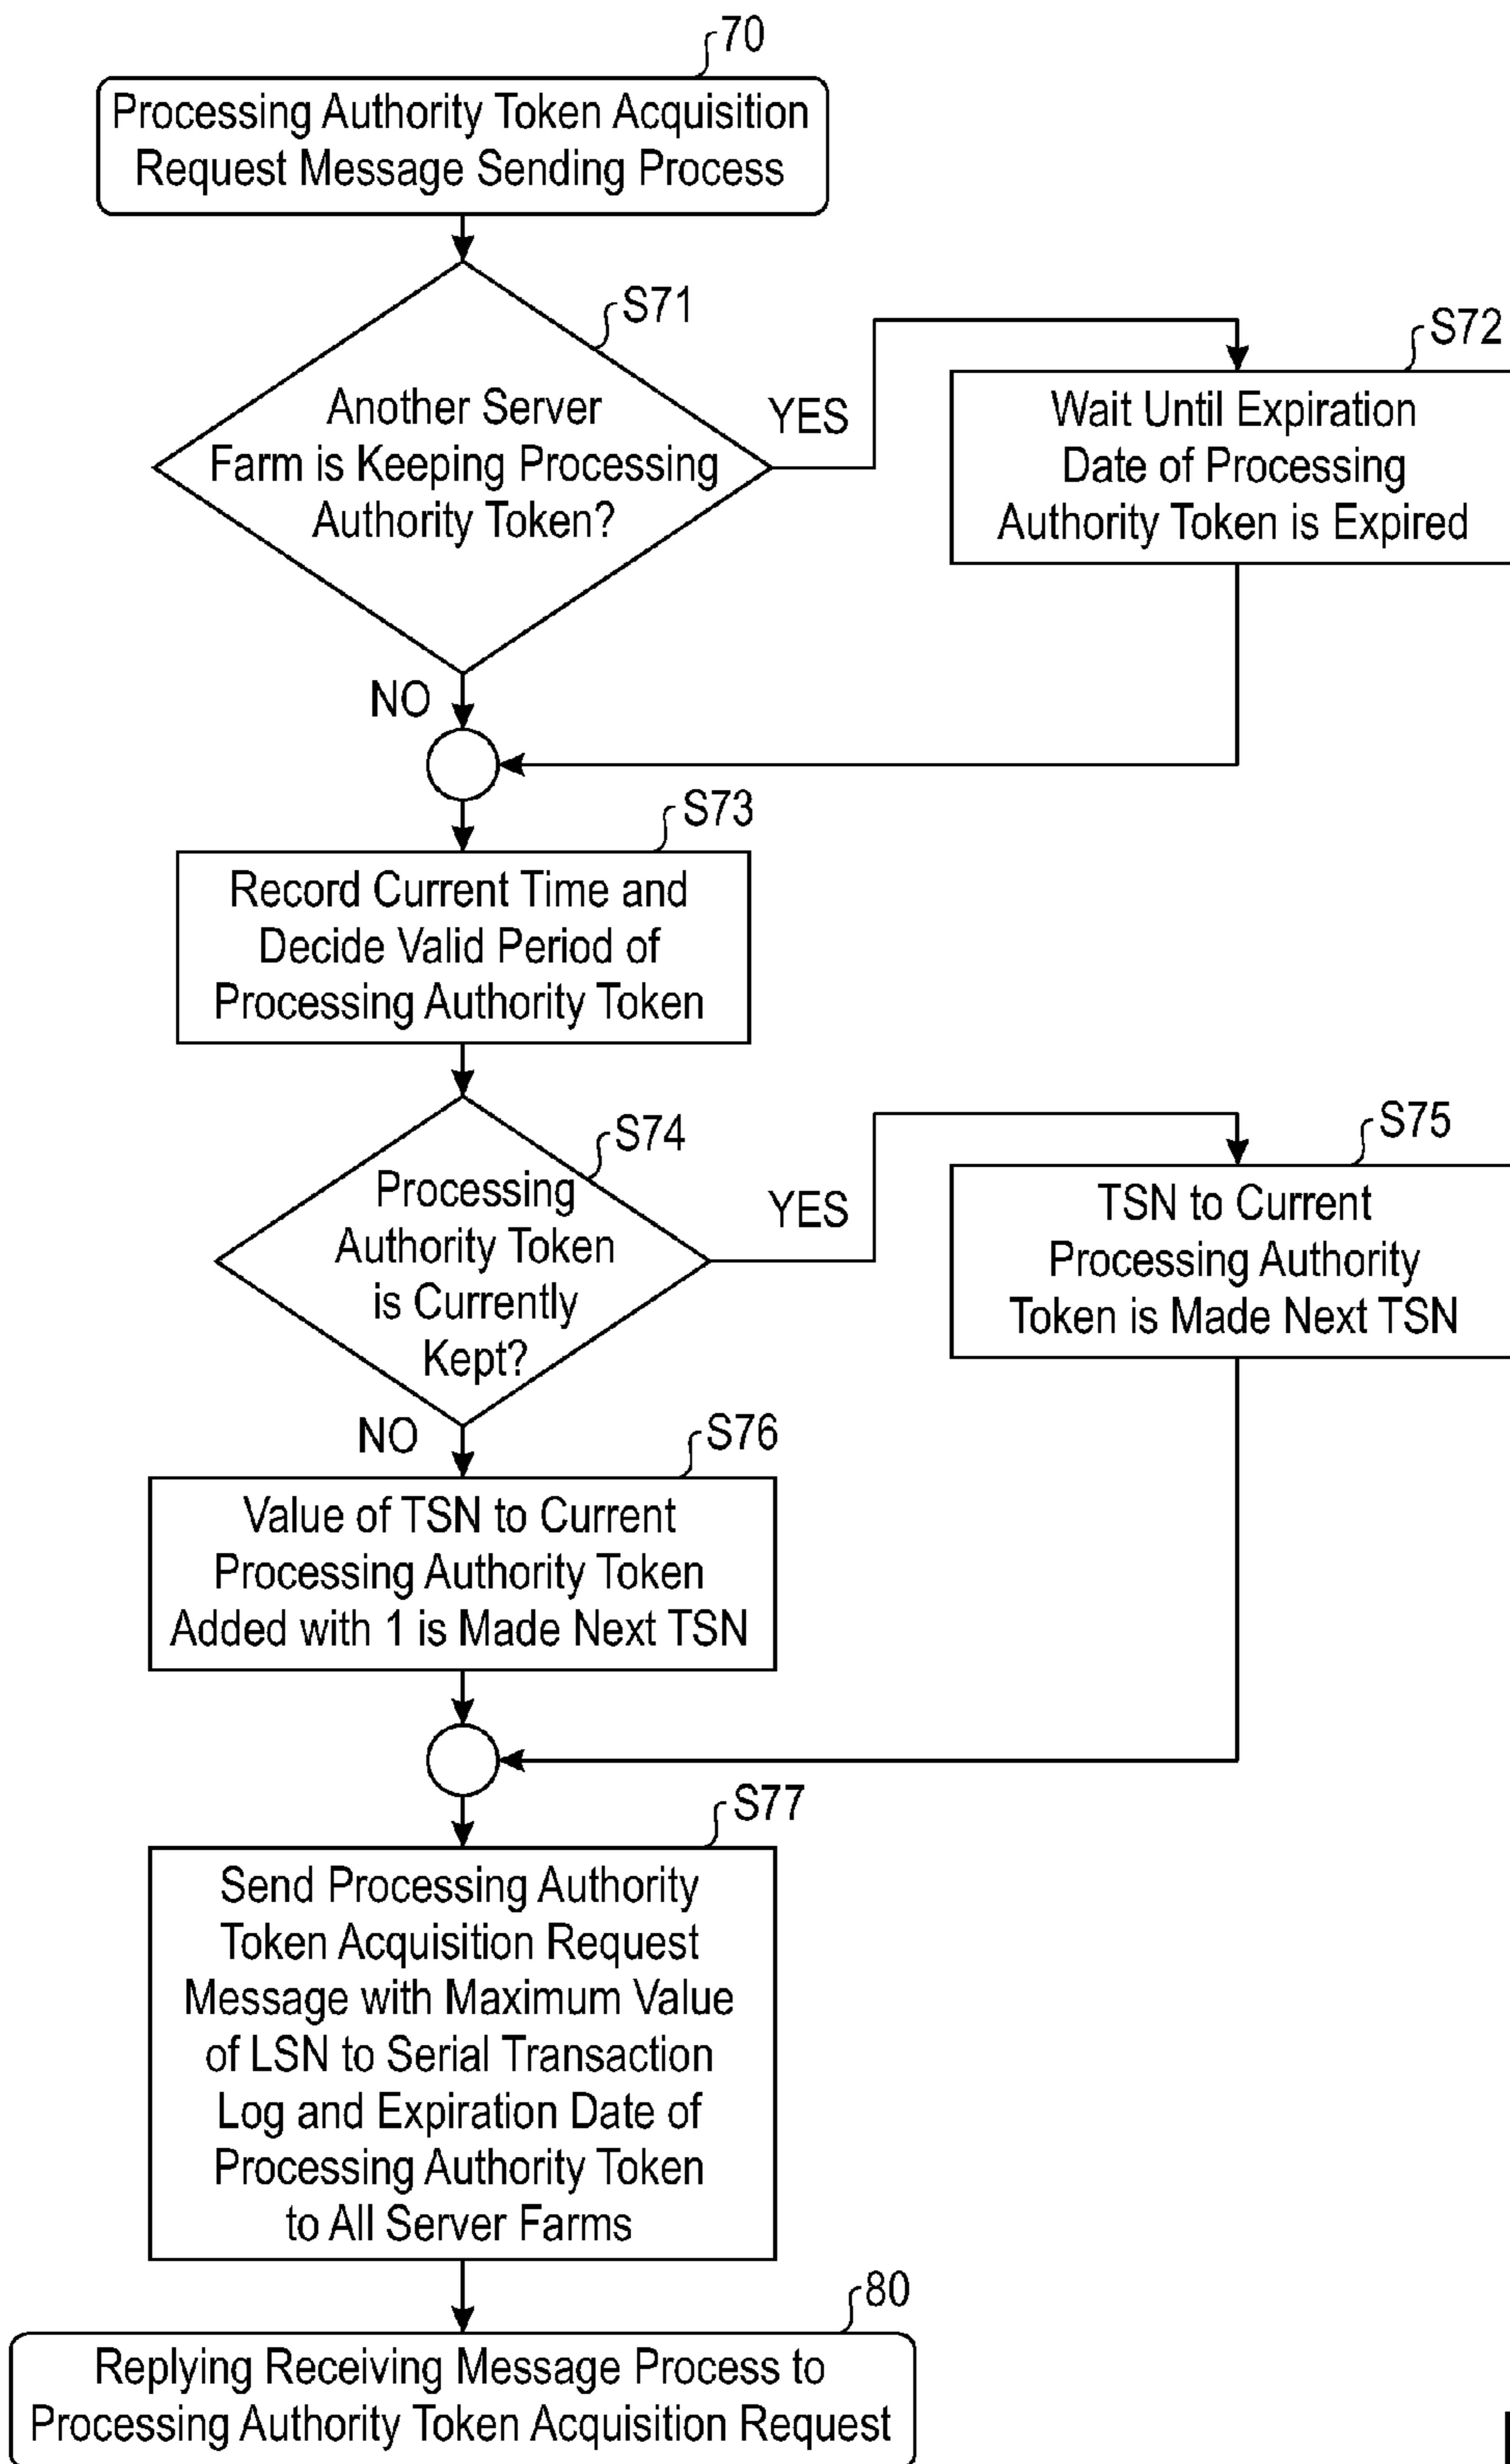 70
Processing Authority Token Acquisition
Request Message Sending Process
S71
Another Server
Farm is Keeping Processing
Authority Token?
YES
S72
Wait Until Expiration
Date of Processing
Authority Token is Expired
NO
S73
Record Current Time and
Decide Valid Period of
Processing Authority Token
S74
Processing
Authority Token
is Currently
Kept?
YES
S75
TSN to Current
Processing Authority
Token is Made Next TSN
NO
S76
Value of TSN to Current
Processing Authority Token
Added with 1 is Made Next TSN
S77
Send Processing Authority
Token Acquisition Request
Message with Maximum Value
of LSN to Serial Transaction
Log and Expiration Date of
Processing Authority Token
to All Server Farms
80
Replying Receiving Message Process to
Processing Authority Token Acquisition Request